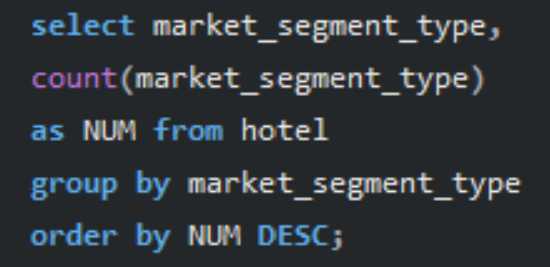 select market_segment_type,
count(market_segment_type)
as NUM from hotel
group by market_segment_type
order by NUM DESC;